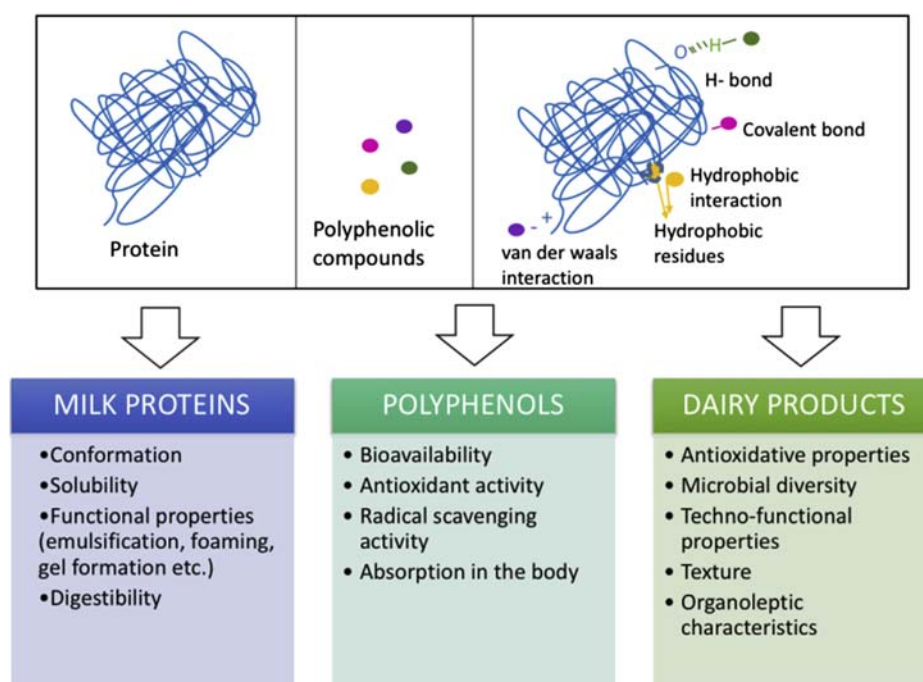 Protein
Polyphenolic
compounds
O
H
H- bond
Covalent bond
Hydrophobic
interaction
Hydrophobic
residues
- +
van der waals
interaction
MILK PROTEINS
•Conformation
•Solubility
•Functional properties
(emulsification, foaming,
gel formation etc.)
•Digestibility
POLYPHENOLS
• Bioavailability
• Antioxidant activity
• Radical scavenging
activity
• Absorption in the body
DAIRY PRODUCTS
• Antioxidative properties
• Microbial diversity
• Techno-functional
properties
• Texture
• Organoleptic
characteristics